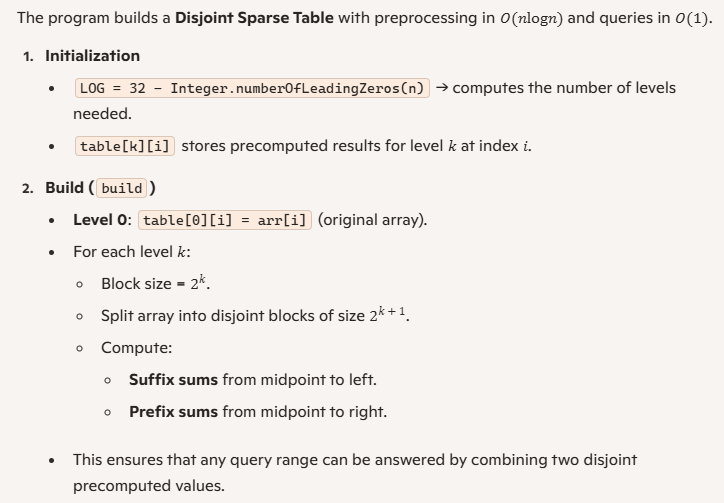 The program builds a Disjoint Sparse Table with preprocessing in O(nlogn) and queries in O(1).
1. Initialization
• LOG = 32 - Integer.numberOfLeadingZeros(n) → computes the number of levels
needed.
• table[k][i] stores precomputed results for level k at index i.
2. Build ( build )
• Level 0: table[0][i] = arr[i] (original array).
• For each level k:
◦ Block size = 2^k.
◦ Split array into disjoint blocks of size 2^{k+1}.
◦ Compute:
◦ Suffix sums from midpoint to left.
◦ Prefix sums from midpoint to right.
• This ensures that any query range can be answered by combining two disjoint
precomputed values.